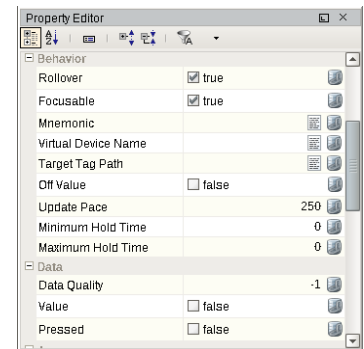 Property Editor
Behavior
Rollover true
Focusable true
Mnemonic
Virtual Device Name
Target Tag Path
Off Value false
Update Pace 250
Minimum Hold Time 0
Maximum Hold Time 0
Data
Data Quality -1
Value false
Pressed false